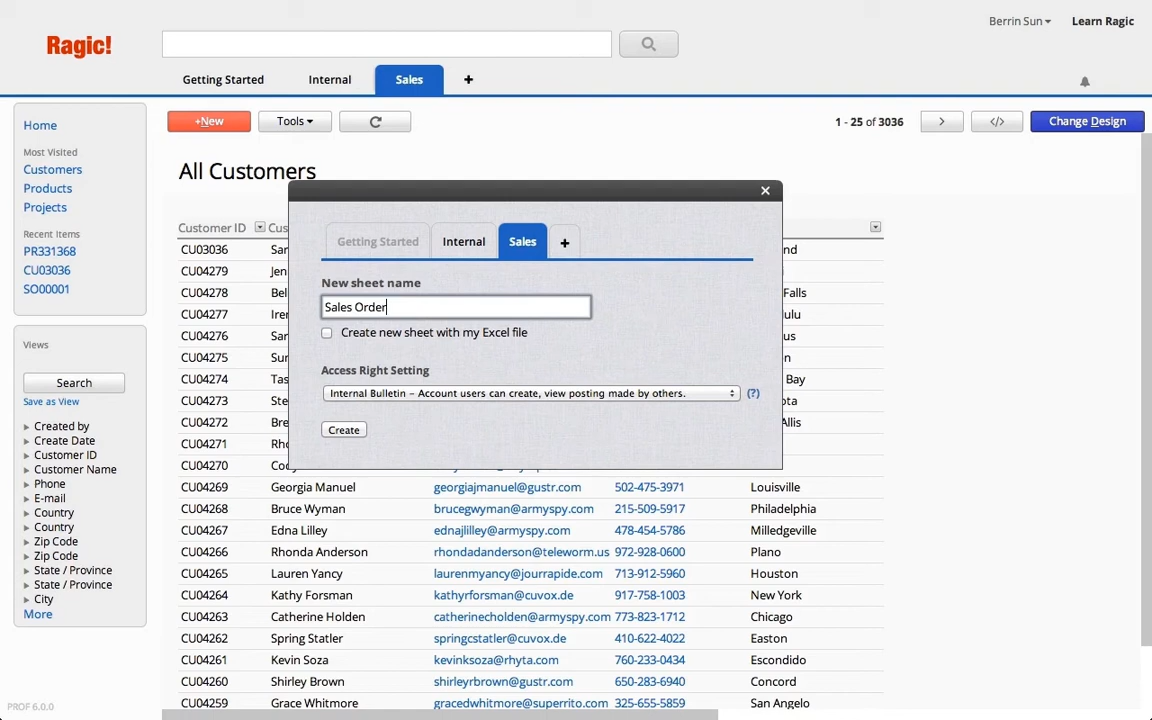 Berrin Sun
Learn Ragic
Ragic!
Getting Started
Internal
Sales
+
+New
Tools
1 - 25 of 3036
>
</>
Change Design
Home
Most Visited
Customers
Products
Projects
Recent Items
PR331368
CU03036
SO00001
Views
Search
Save as View
Created by
Create Date
Customer ID
Customer Name
Phone
E-mail
Country
Country
Zip Code
Zip Code
State / Province
State / Province
City
More
PROF 6.0.0
All Customers
Customer ID
CU03036
CU04279
CU04278
CU04277
CU04276
CU04275
CU04274
CU04273
CU04272
CU04271
CU04270
Getting Started
Internal
Sales
+
New sheet name
Sales Order
Create new sheet with my Excel file
Access Right Setting
Internal Bulletin – Account users can create, view posting made by others.
(?)
Create
Falls
Bay
CU04269 Georgia Manuel georgiajmanuel@gustr.com 502-475-3971 Louisville
CU04268 Bruce Wyman brucegwyman@armyspy.com 215-509-5917 Philadelphia
CU04267 Edna Lilley ednajlilley@armyspy.com 478-454-5786 Milledgeville
CU04266 Rhonda Anderson rhondadanderson@teleworm.us 972-928-0600 Plano
CU04265 Lauren Yancy laurenmyancy@jourrapide.com 713-912-5960 Houston
CU04264 Kathy Forsman kathyrforsman@cuvox.de 917-758-1003 New York
CU04263 Catherine Holden catherinecholden@armyspy.com 773-823-1712 Chicago
CU04262 Spring Statler springcstatler@cuvox.de 410-622-4022 Easton
CU04261 Kevin Soza kevinksoza@rhyta.com 760-233-0434 Escondido
CU04260 Shirley Brown shirleyrbrown@gustr.com 650-283-6940 Concord
CU04259 Grace Whitmore gracedwhitmore@superrito.com 325-655-5859 San Angelo